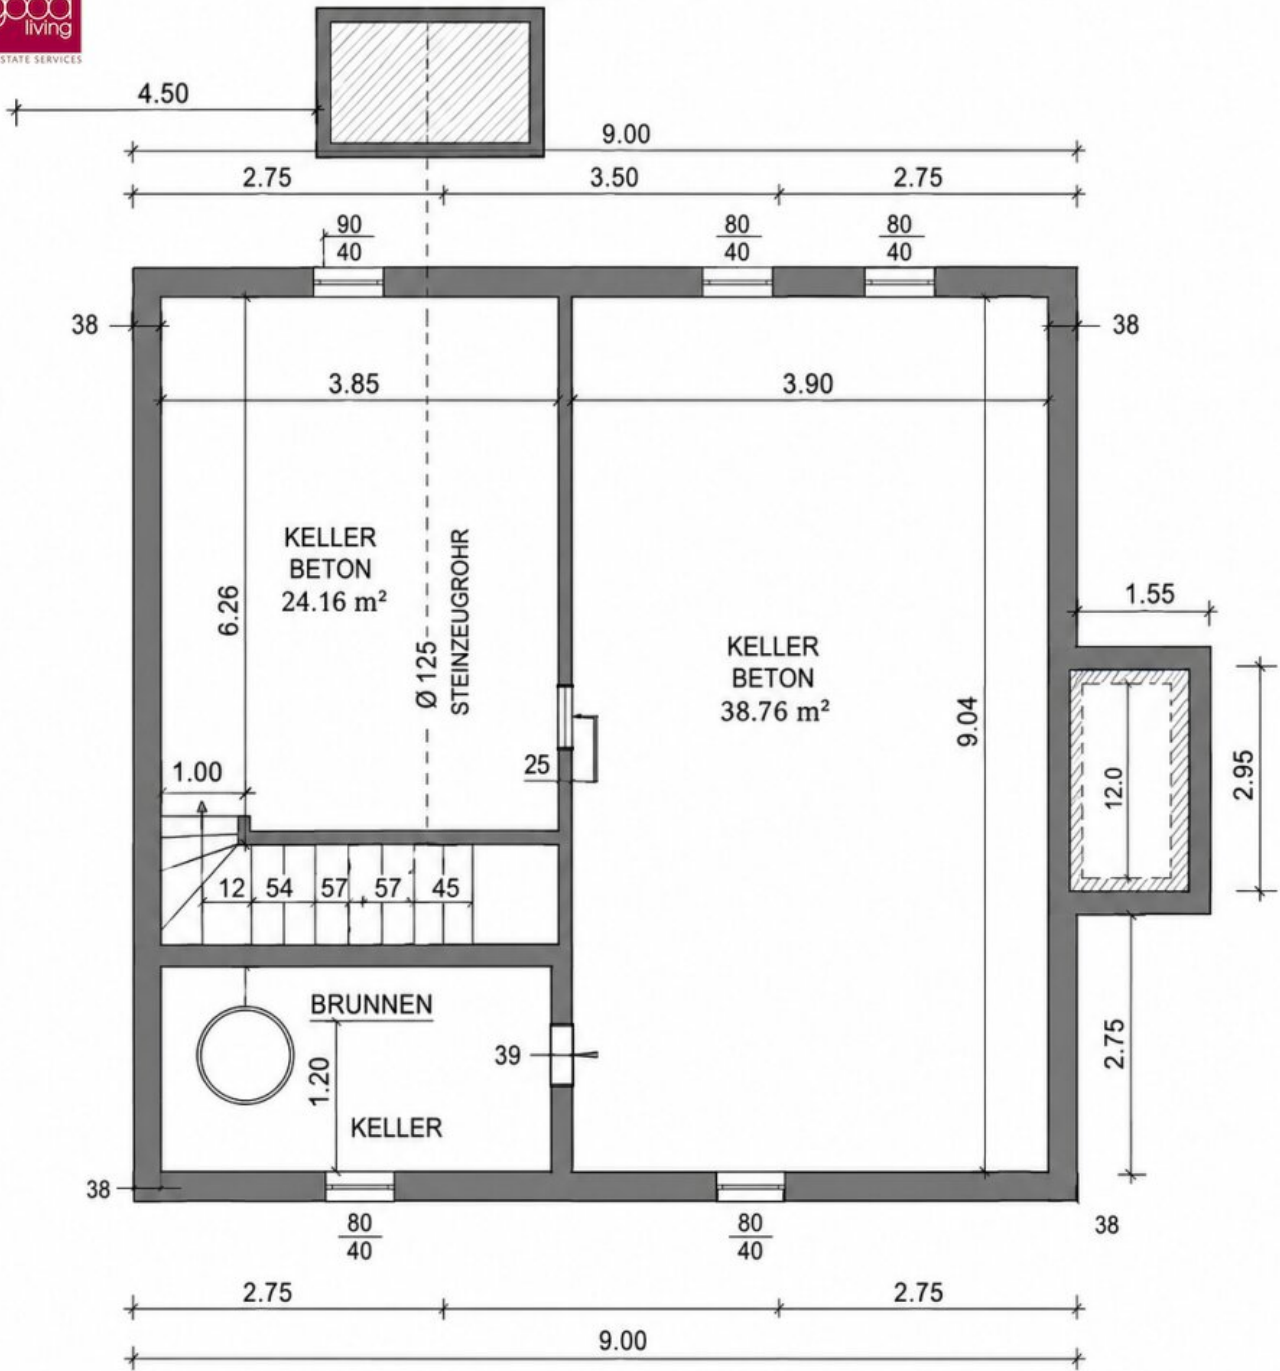 good
living
STATE SERVICES
4.50
9.00
2.75 3.50 2.75
90
40
80
40
80
40
38
38
3.85
3.90
KELLER
BETON
24.16 m²
6.26
Ø 125
STEINZEUGROHR
KELLER
BETON
38.76 m²
9.04
1.55
2.95
12.0
25
1.00
12 54 57 57 45
BRUNNEN
1.20
39
KELLER
2.75
38
38
80
40
80
40
2.75 2.75
9.00